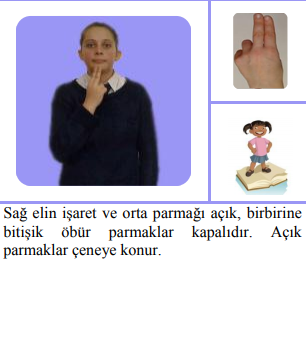 Sağ elin işaret ve orta parmağı açık, birbirine
bitişik öbür parmaklar kapalıdır. Açık
parmaklar çeneye konur.